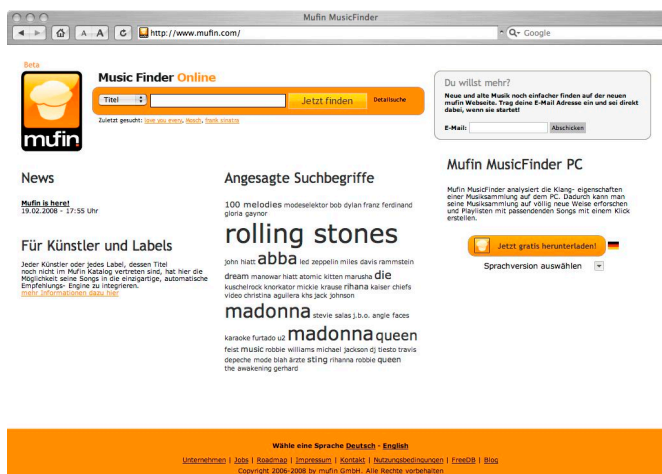 Mufin MusicFinder
A A C http://www.mufin.com/ Q Google
Beta
mufin
Music Finder Online
Titel Jetzt finden Detailsuche
Zuletzt gesucht: love you every, Noach, frank sinatra
Du willst mehr?
Neue und alte Musik noch einfacher finden auf der neuen
mufin Webseite. Trag deine E-Mail Adresse ein und sei direkt
dabei, wenn sie startet!
E-Mail: Abschicken
News
Mufin is here!
19.02.2008 - 17:55 Uhr
Für Künstler und Labels
Jeder Künstler oder jedes Label, dessen Titel
noch nicht im Mufin Katalog vertreten sind, hat hier die
Möglichkeit seine Songs in die einzigartige, automatische
Empfehlungs- Engine zu integrieren.
mehr Informationen dazu hier
Angesagte Suchbegriffe
100 melodies modeselektor bob dylan franz ferdinand
gloria gaynor
rolling stones
john hiatt abba led zeppelin miles davis rammstein
dream manowar hiatt atomic kitten marusha die
kuschelrock knorkator mickie krause rihana kaiser chiefs
video christina aguilera khs jack johnson
madonna stevie salas j.b.o. angie faces
karaoke furtado u2 madonna queen
feist music robbie williams michael jackson dj tiesto travis
depeche mode blah ärzte sting rihanna robbie queen
the awakening gerhard
Mufin MusicFinder PC
Mufin MusicFinder analysiert die Klang- eigenschaften
einer Musiksammlung auf dem PC. Dadurch kann man
seine Musiksammlung auf völlig neue Weise erforschen
und Playlisten mit passendenden Songs mit einem Klick
erstellen.
Jetzt gratis herunterladen!
Sprachversion auswählen
Wähle eine Sprache Deutsch - English
Unternehmen | Jobs | Roadmap | Impressum | Kontakt | Nutzungsbedingungen | FreeDB | Blog
Copyright 2006-2008 by mufin GmbH. Alle Rechte vorbehalten